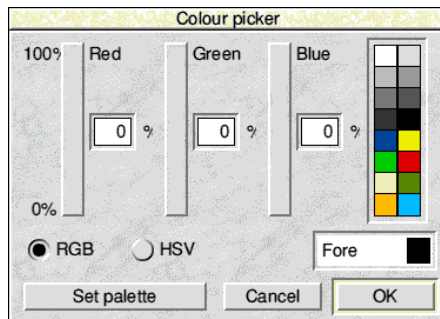 Colour picker
100% Red Green Blue
0 % 0 % 0 %
0%
RGB HSV Fore
Set palette Cancel OK